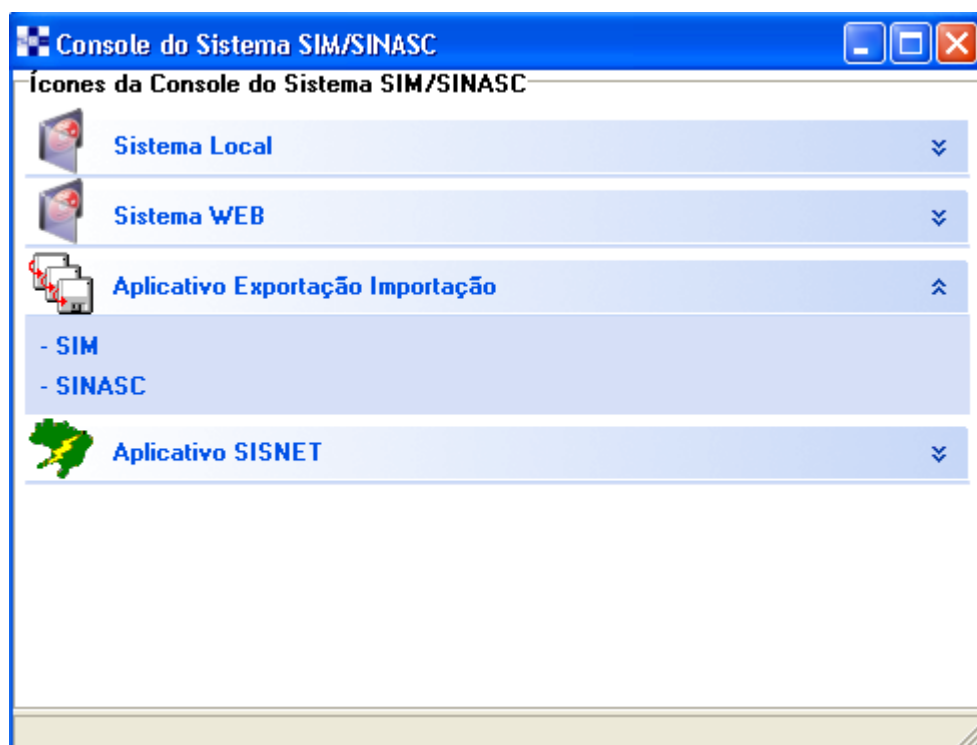 Console do Sistema SIM/SINASC
Ícones da Console do Sistema SIM/SINASC
Sistema Local
Sistema WEB
Aplicativo Exportação Importação
- SIM
- SINASC
Aplicativo SISNET